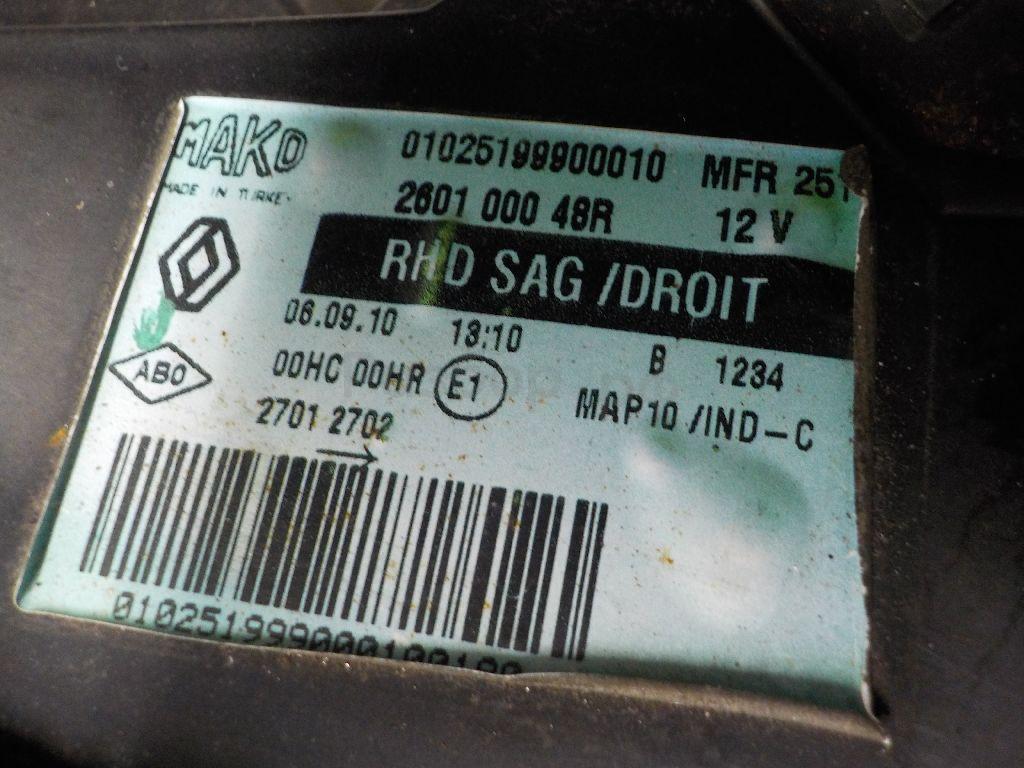 MAKO 01025199900010 MFR 251
MADE IN TURKEY 2601 000 48R 12 V
RHD SAG /DROIT
06.09.10 13:10 B 1234
ABO 00HC 00HR E1 MAP10 /IND-C
2701 2702